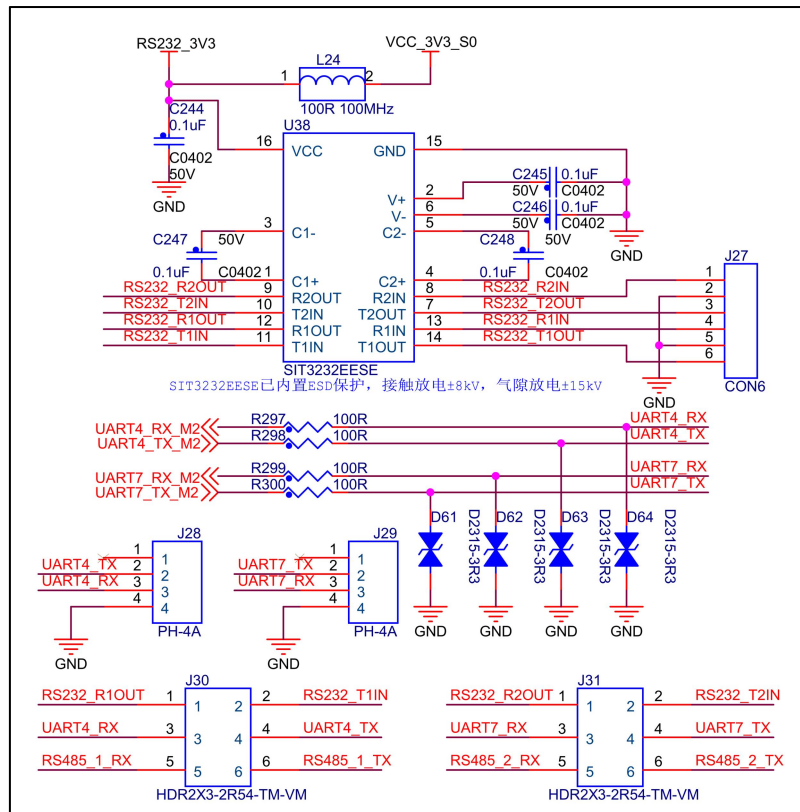 RS232_3V3
VCC_3V3_S0
L24
1 2
100R 100MHz
C244
0.1uF
C0402
50V
GND
U38
16 VCC GND 15
V+ 2
V- 6
3 C1- C2- 5
C245 0.1uF
50V C0402
C246 0.1uF
50V C0402
GND
C247 50V
0.1uF C0402
C248 50V
0.1uF C0402
1 C1+ C2+ 4
RS232_R2OUT 9 R2OUT R2IN 8 RS232_R2IN
RS232_T2IN 10 T2IN T2OUT 7 RS232_T2OUT
RS232_R1OUT 12 R1OUT R1IN 13 RS232_R1IN
RS232_T1IN 11 T1IN T1OUT 14 RS232_T1OUT
SIT3232EESE
J27
1
2
3
4
5
6
CON6
GND
SIT3232EESE已内置ESD保护，接触放电±8kV，气隙放电±15kV
UART4_RX_M2 R297 100R UART4_RX
UART4_TX_M2 R298 100R UART4_TX
UART7_RX_M2 R299 100R UART7_RX
UART7_TX_M2 R300 100R UART7_TX
D61 D62 D63 D64
D2315-3R3 D2315-3R3 D2315-3R3 D2315-3R3
GND GND GND GND
J28
1 1
UART4_TX 2 2
UART4_RX 3 3
4 4
PH-4A
GND
J29
1 1
UART7_TX 2 2
UART7_RX 3 3
4 4
PH-4A
GND
J30
RS232_R1OUT 1 1 2 2 RS232_T1IN
UART4_RX 3 3 4 4 UART4_TX
RS485_1_RX 5 5 6 6 RS485_1_TX
HDR2X3-2R54-TM-VM
J31
RS232_R2OUT 1 1 2 2 RS232_T2IN
UART7_RX 3 3 4 4 UART7_TX
RS485_2_RX 5 5 6 6 RS485_2_TX
HDR2X3-2R54-TM-VM